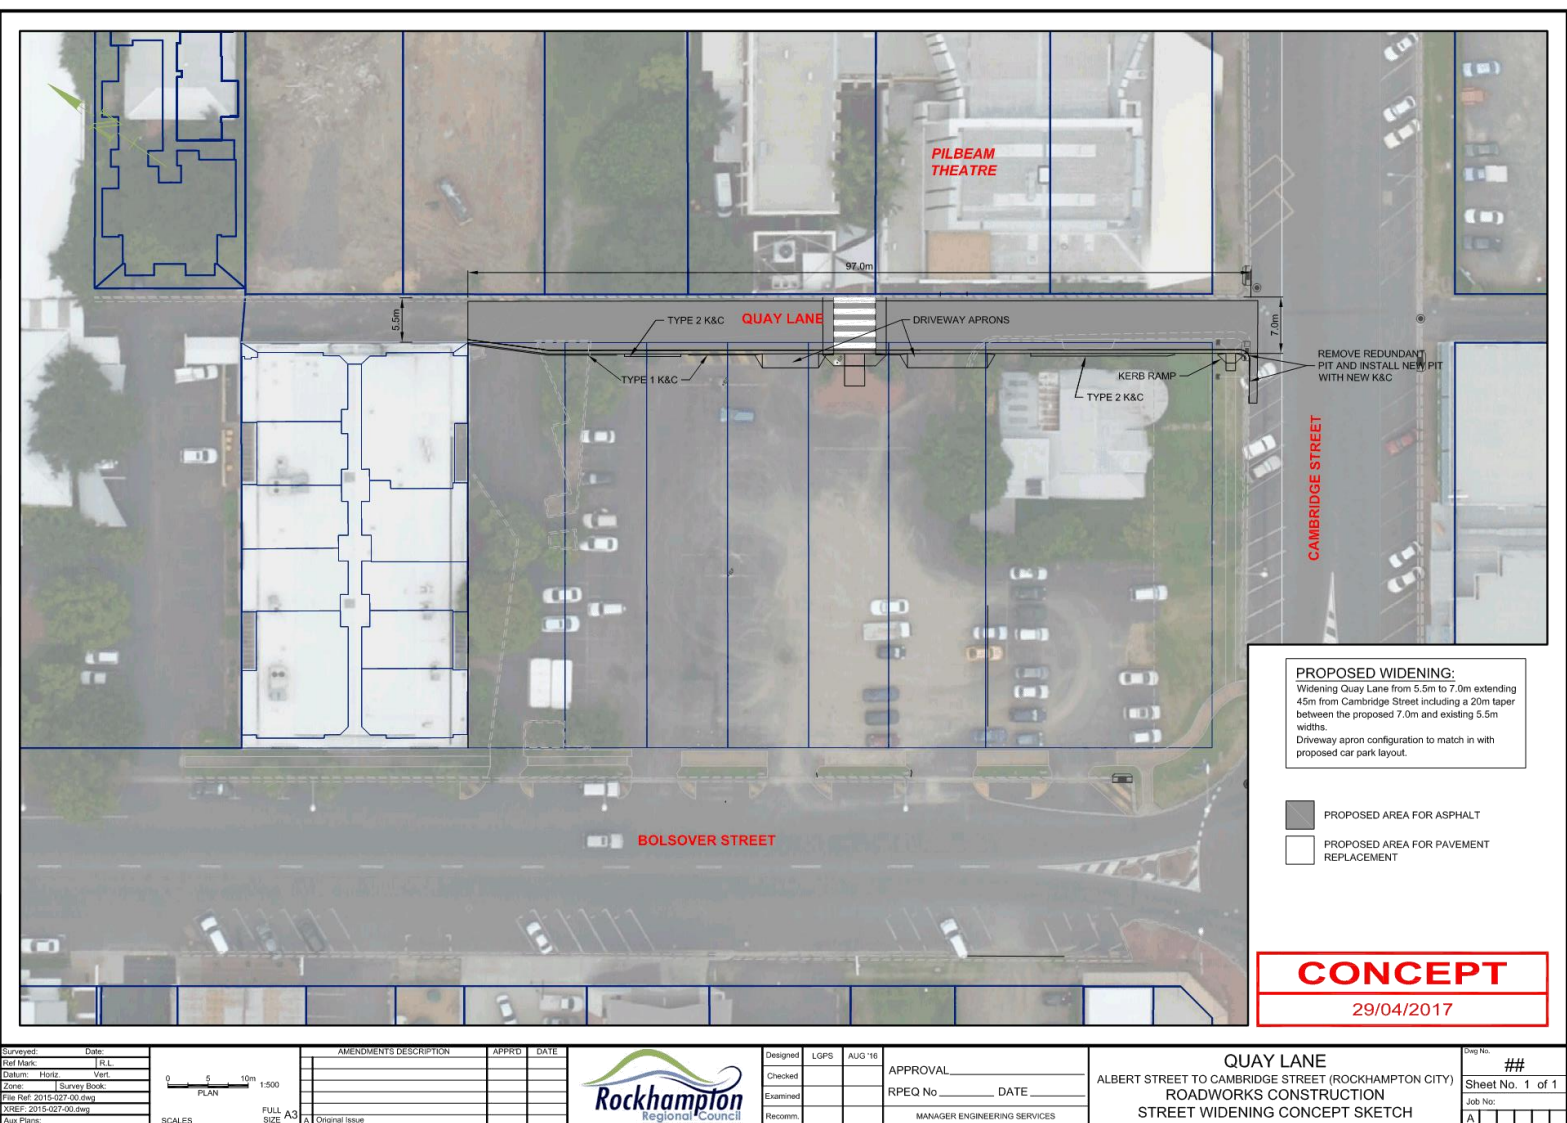 PILBEAM
THEATRE
97.0m
5.5m
TYPE 2 K&C
QUAY LANE
DRIVEWAY APRONS
7.0m
TYPE 1 K&C
KERB RAMP
TYPE 2 K&C
REMOVE REDUNDANT
PIT AND INSTALL NEW PIT
WITH NEW K&C
CAMBRIDGE STREET
BOLSOVER STREET
PROPOSED WIDENING:
Widening Quay Lane from 5.5m to 7.0m extending
45m from Cambridge Street including a 20m taper
between the proposed 7.0m and existing 5.5m
widths.
Driveway apron configuration to match in with
proposed car park layout.
PROPOSED AREA FOR ASPHALT
PROPOSED AREA FOR PAVEMENT
REPLACEMENT
CONCEPT
29/04/2017
Surveyed: Date:
Ref Mark: R.L.
Datum: Horiz. Vert.
Zone: Survey Book:
File Ref: 2015-027-00.dwg
XREF: 2015-027-00.dwg
Aux Plans:
0 5 10m 1:500
PLAN
SCALES
FULL SIZE A3
AMENDMENTS DESCRIPTION APPR'D DATE
A Original Issue
Rockhampton
Regional Council
Designed LGPS AUG '16
Checked
Examined
Recomm.
APPROVAL
RPEQ No DATE
MANAGER ENGINEERING SERVICES
QUAY LANE
ALBERT STREET TO CAMBRIDGE STREET (ROCKHAMPTON CITY)
ROADWORKS CONSTRUCTION
STREET WIDENING CONCEPT SKETCH
Dwg No.
##
Sheet No. 1 of 1
Job No:
A